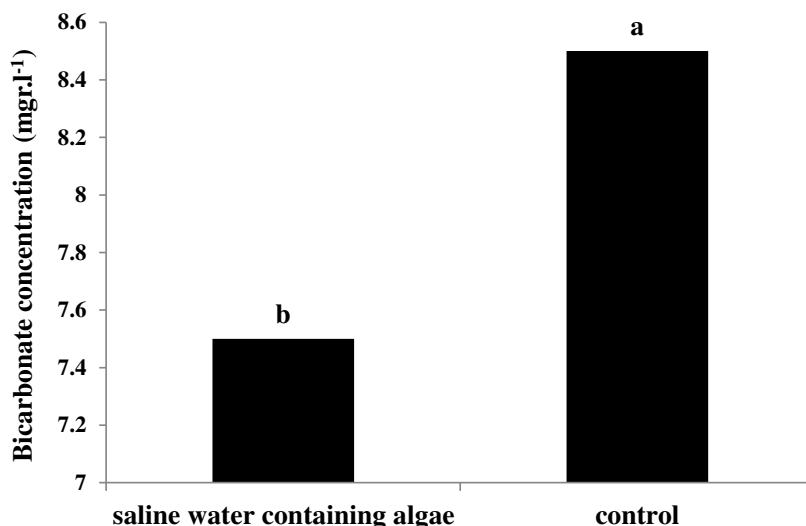 Bicarbonate concentration (mgr.l-1)
8.6
8.4
8.2
8
7.8
7.6
7.4
7.2
7
b
a
saline water containing algae
control